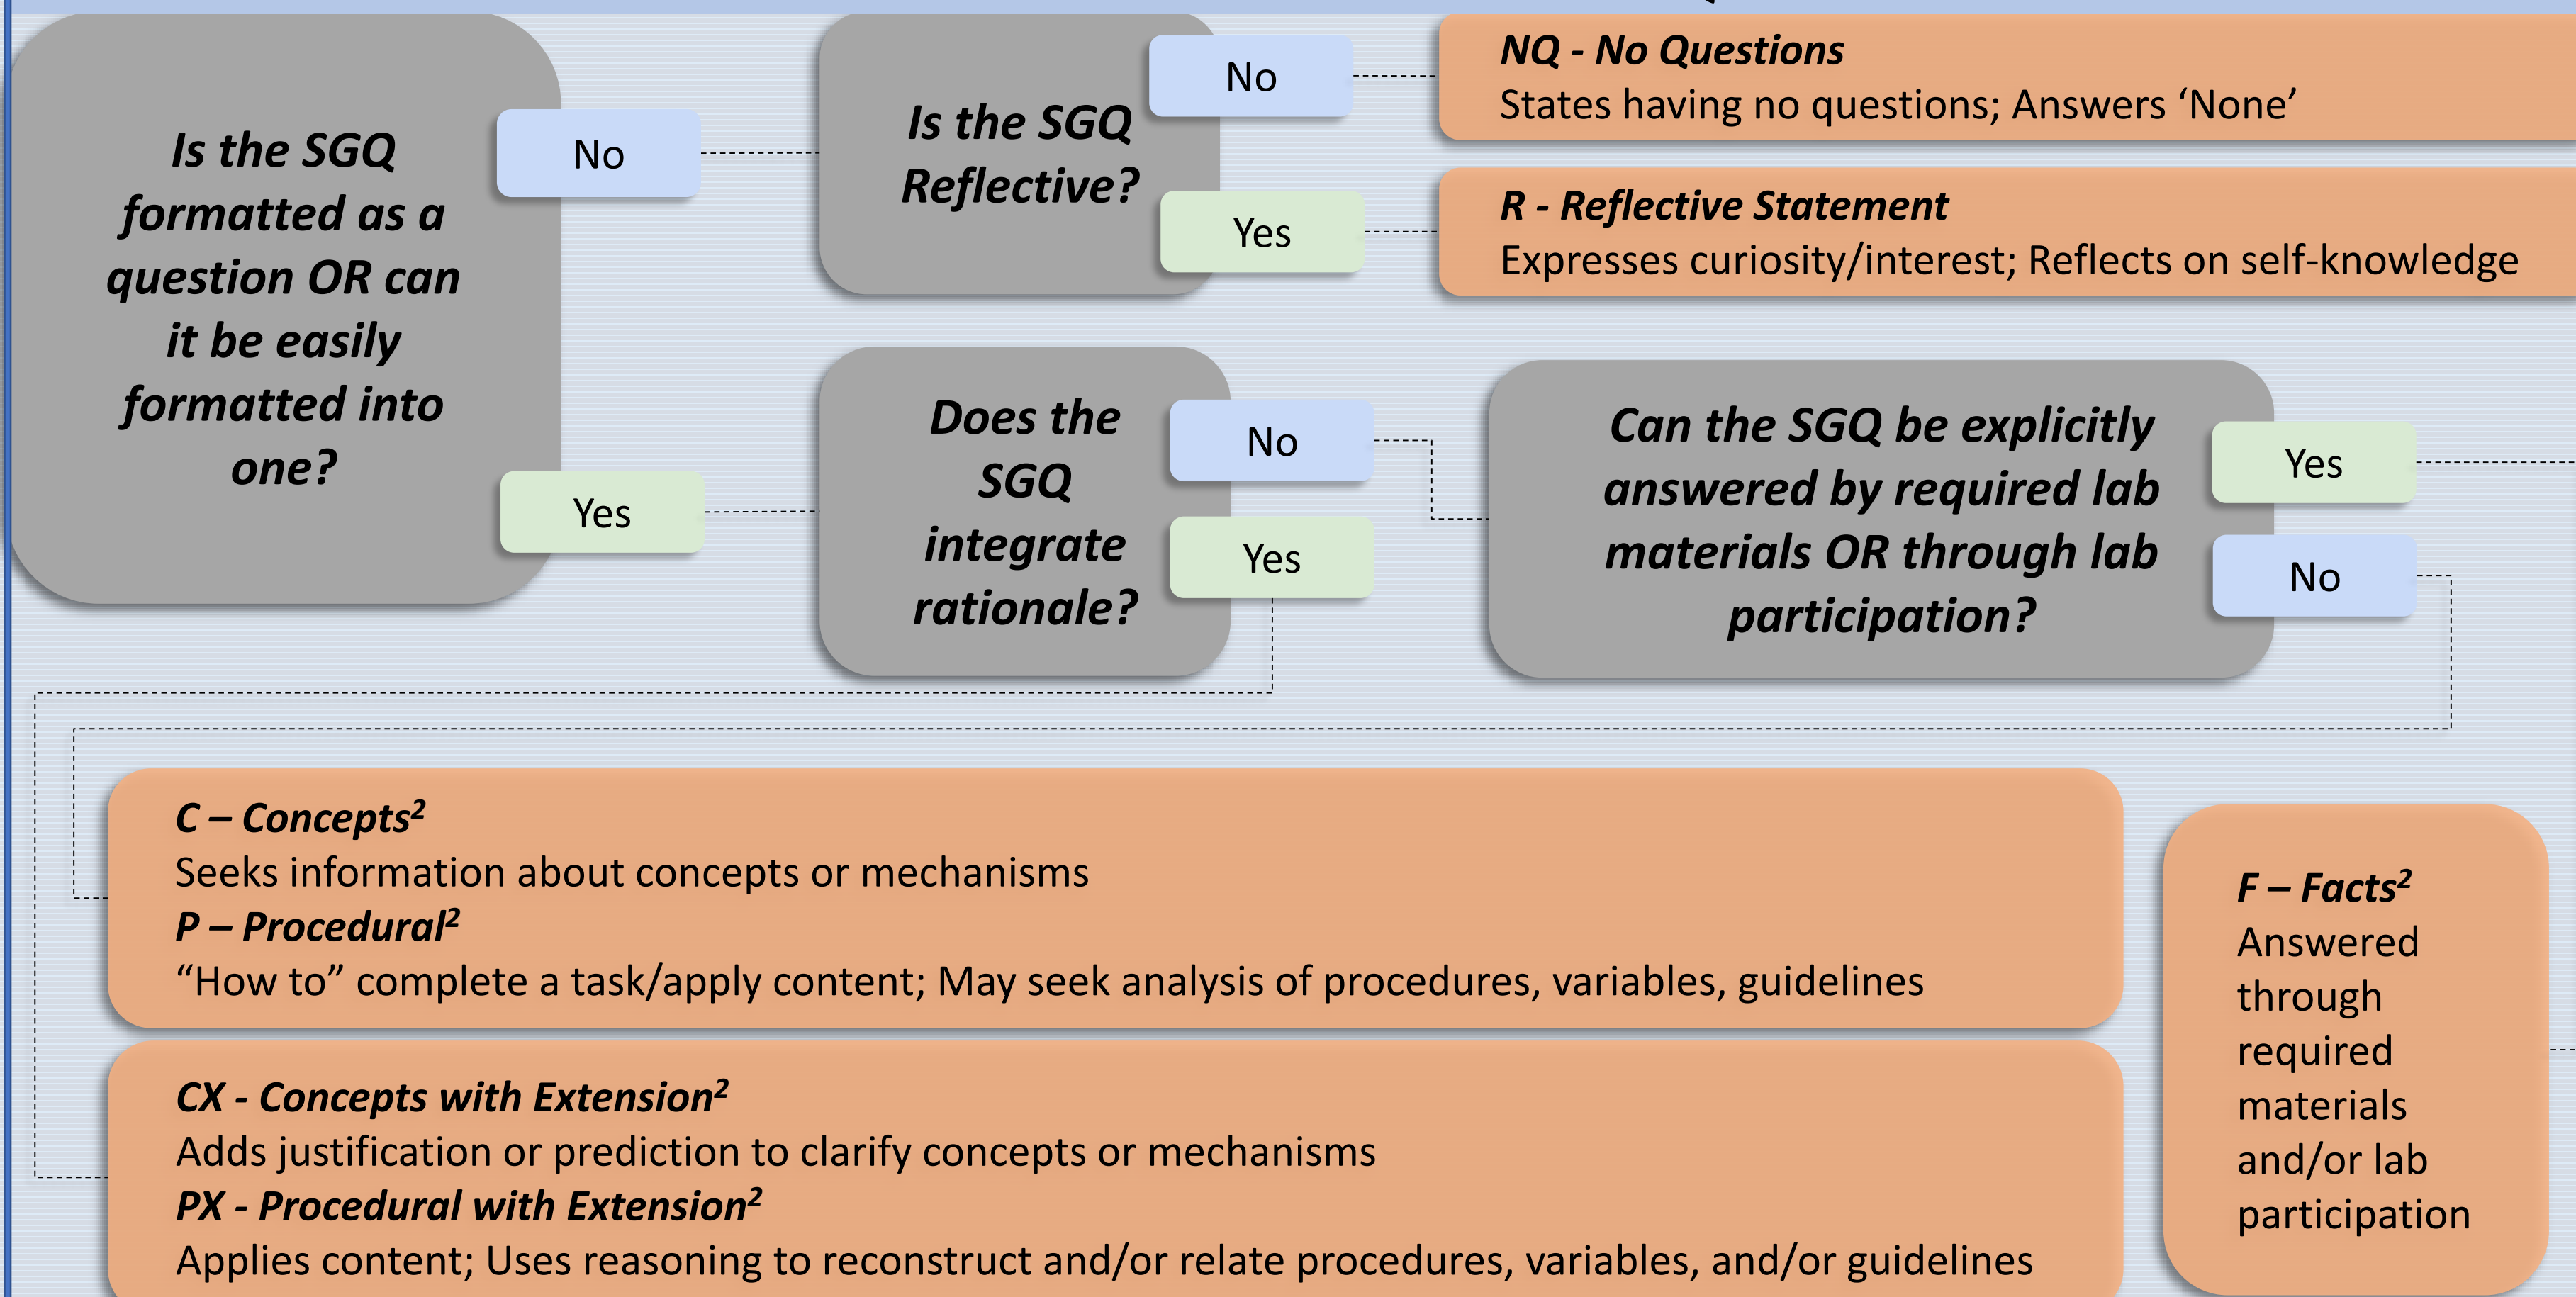 Is the SGQ
formatted as a
question OR can
it be easily
formatted into
one?
No
Yes
Is the SGQ
Reflective?
No
Yes
NQ - No Questions
States having no questions; Answers ‘None’
R - Reflective Statement
Expresses curiosity/interest; Reflects on self-knowledge
Does the
SGQ
integrate
rationale?
No
Yes
Can the SGQ be explicitly
answered by required lab
materials OR through lab
participation?
Yes
No
C – Concepts²
Seeks information about concepts or mechanisms
P – Procedural²
“How to” complete a task/apply content; May seek analysis of procedures, variables, guidelines
CX - Concepts with Extension²
Adds justification or prediction to clarify concepts or mechanisms
PX - Procedural with Extension²
Applies content; Uses reasoning to reconstruct and/or relate procedures, variables, and/or guidelines
F – Facts²
Answered
through
required
materials
and/or lab
participation